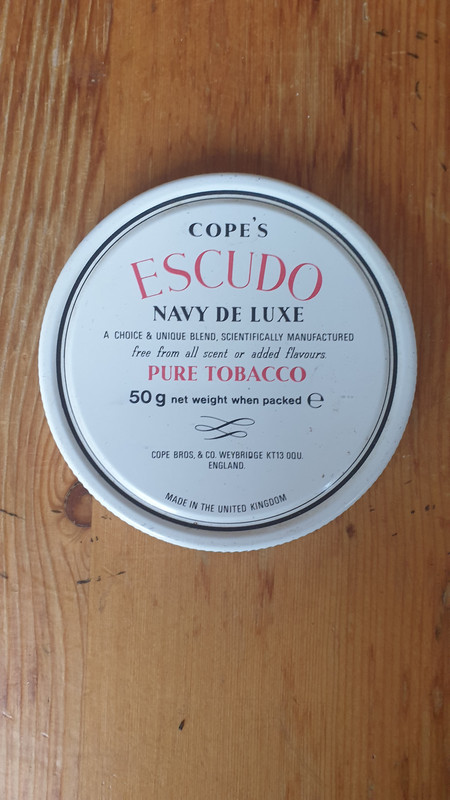 COPE'S
ESCUDO
NAVY DE LUXE
A CHOICE & UNIQUE BLEND, SCIENTIFICALLY MANUFACTURED
free from all scent or added flavours.
PURE TOBACCO
50g net weight when packed ℮
COPE BROS, & CO. WEYBRIDGE KT13 0QU.
ENGLAND.
MADE IN THE UNITED KINGDOM